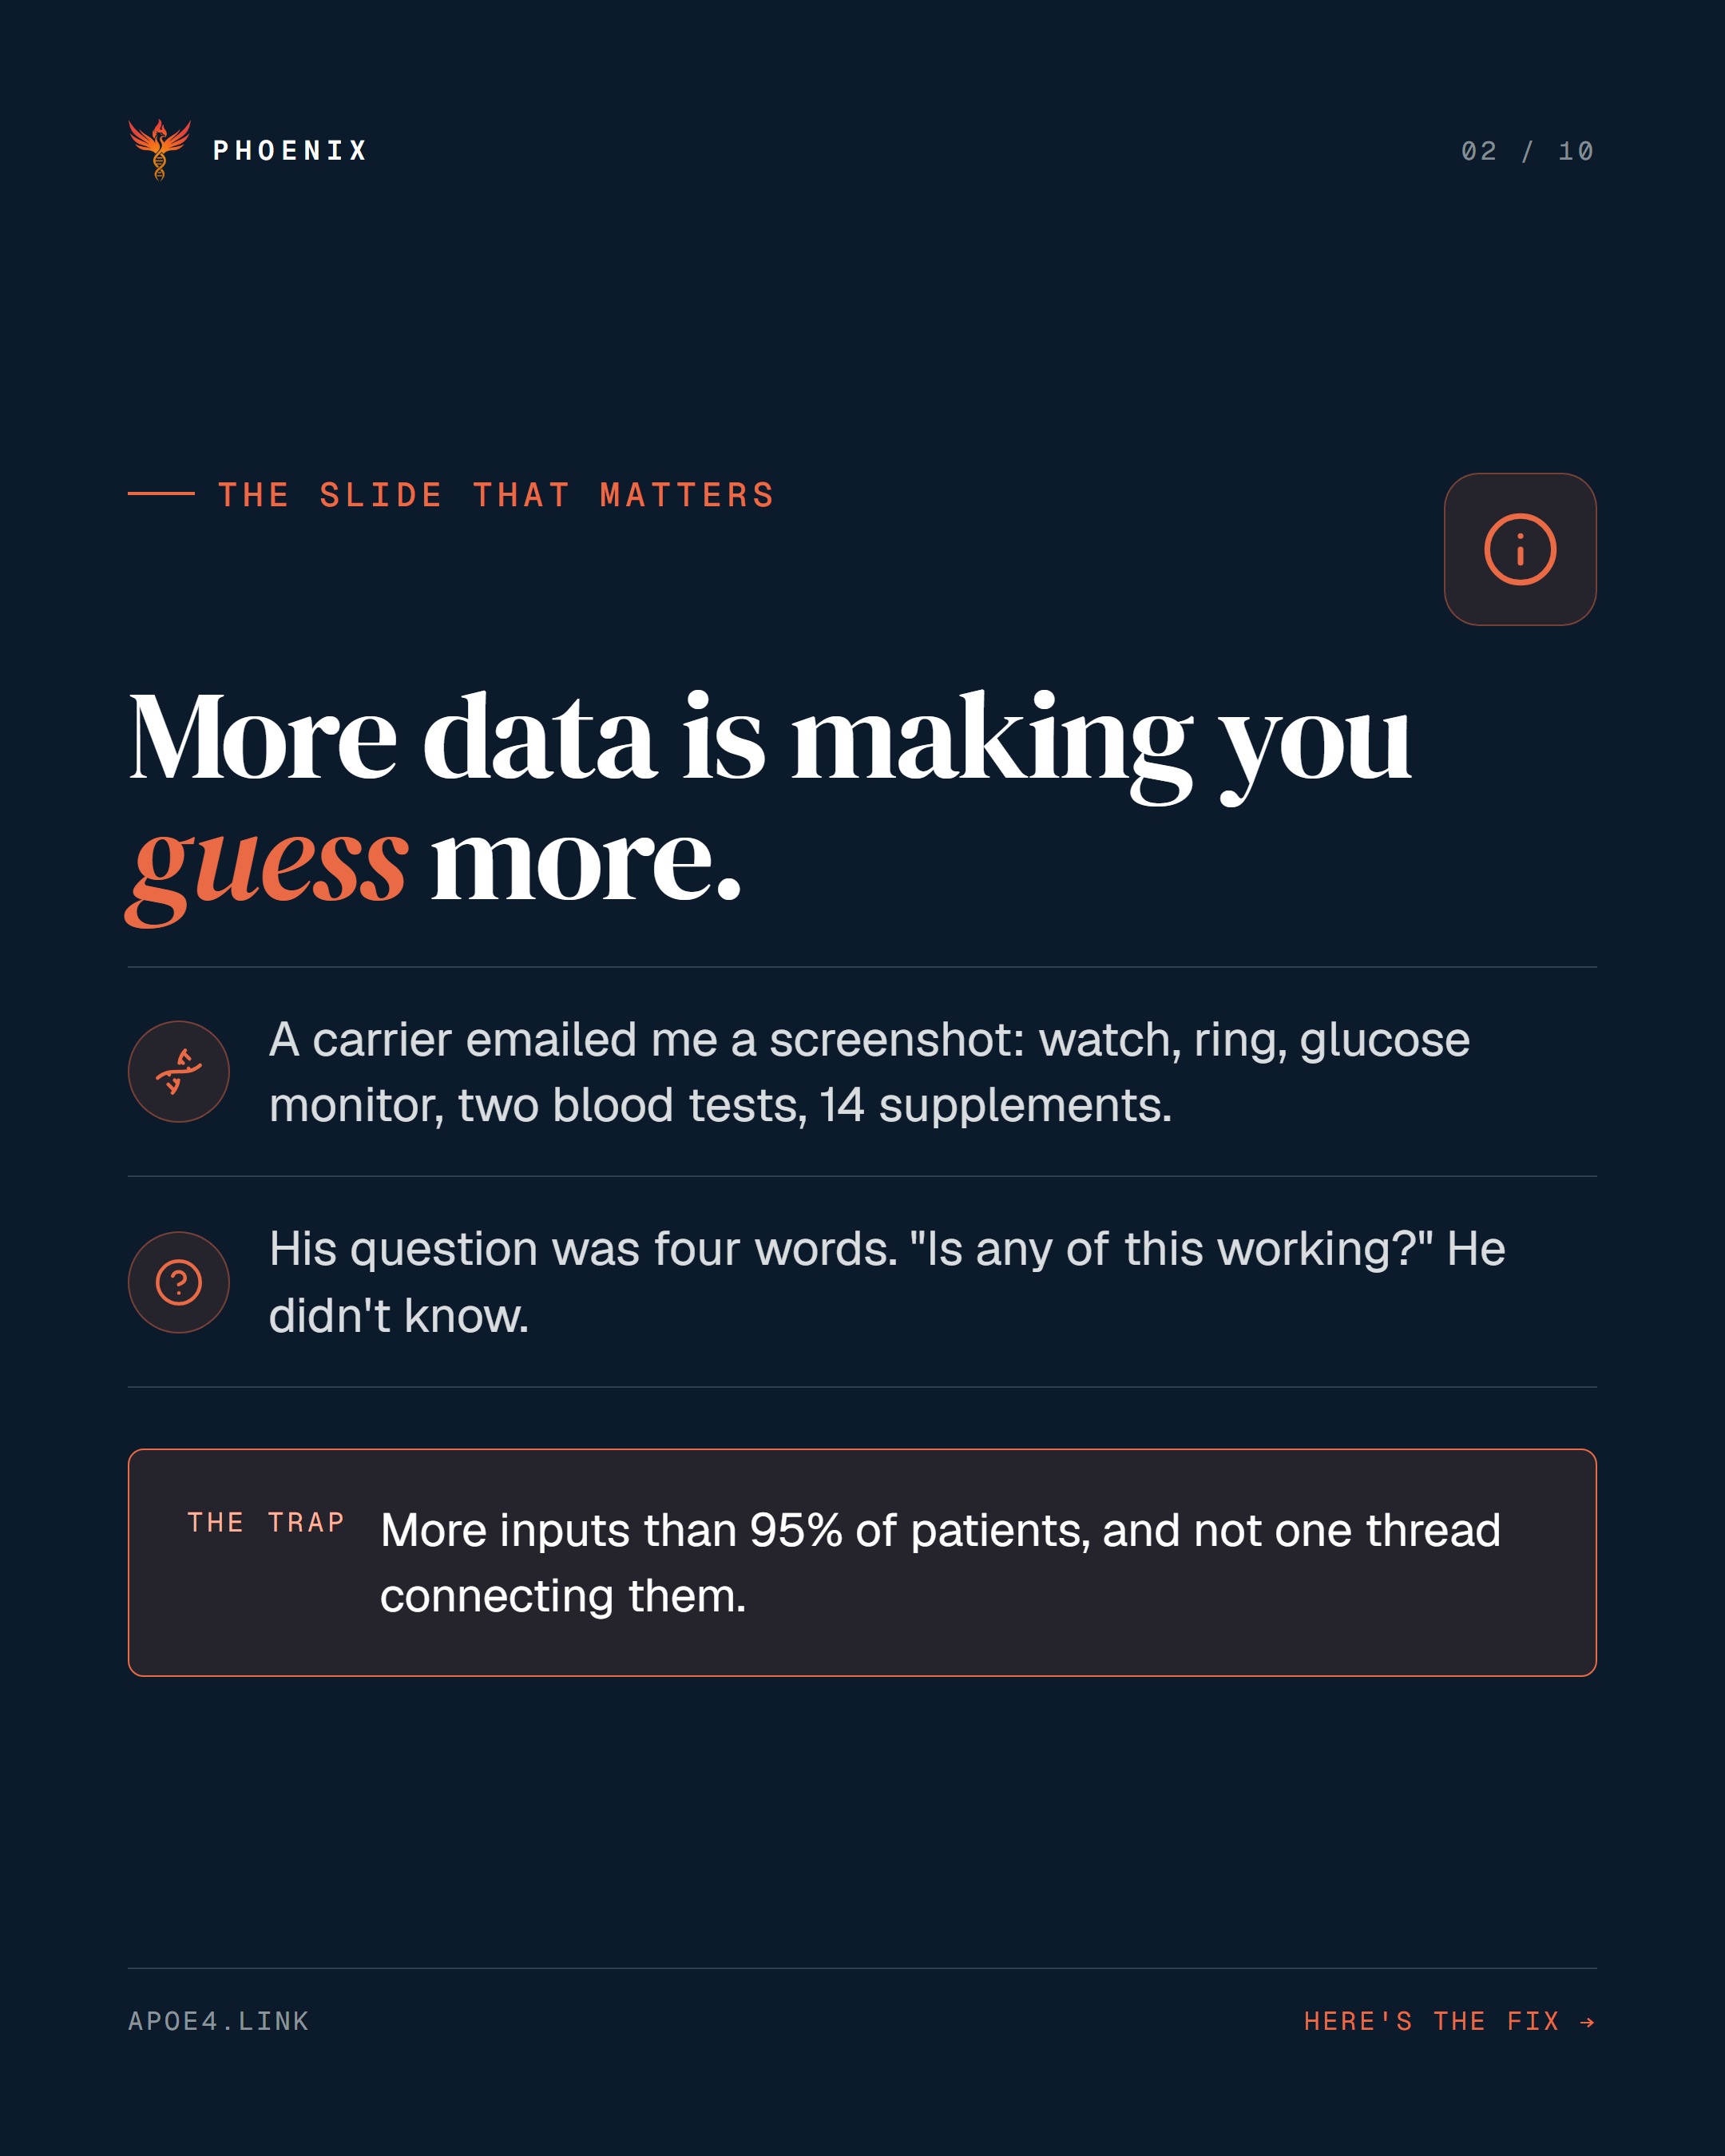 PHOENIX
02 / 10
THE SLIDE THAT MATTERS
More data is making you
guess more.
A carrier emailed me a screenshot: watch, ring, glucose
monitor, two blood tests, 14 supplements.
His question was four words. "Is any of this working?" He
didn't know.
THE TRAP
More inputs than 95% of patients, and not one thread
connecting them.
APOE4.LINK
HERE'S THE FIX →